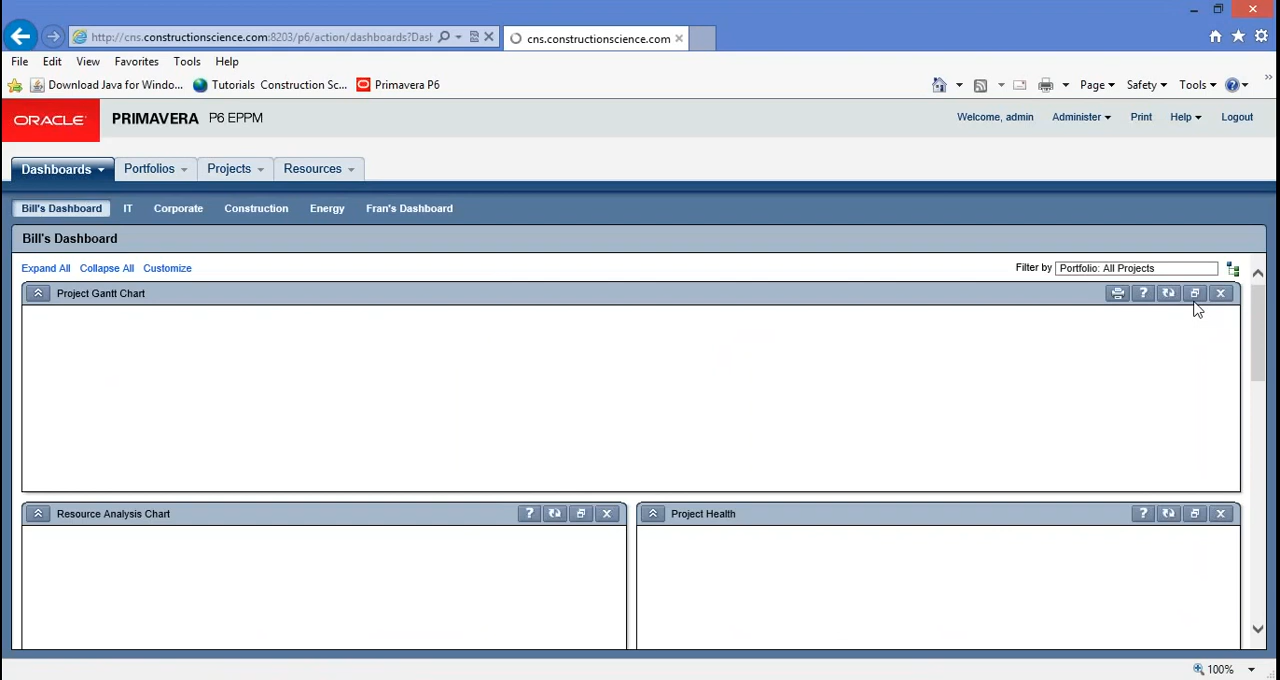 http://cns.constructionscience.com:8203/p6/action/dashboards?Dash
cns.constructionscience.com
File Edit View Favorites Tools Help
Download Java for Windo... Tutorials Construction Sc... Primavera P6 Page Safety Tools
ORACLE PRIMAVERA P6 EPPM Welcome, admin Administer Print Help Logout
Dashboards Portfolios Projects Resources
Bill's Dashboard IT Corporate Construction Energy Fran's Dashboard
Bill's Dashboard
Expand All Collapse All Customize Filter by Portfolio: All Projects
Project Gantt Chart
Resource Analysis Chart Project Health
100%